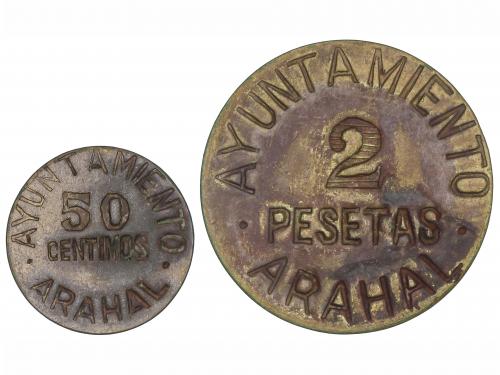 · AYUNTAMIENTO ·
50
CENTIMOS
ARAHAL
· AYUNTAMIENTO ·
2
PESETAS
ARAHAL